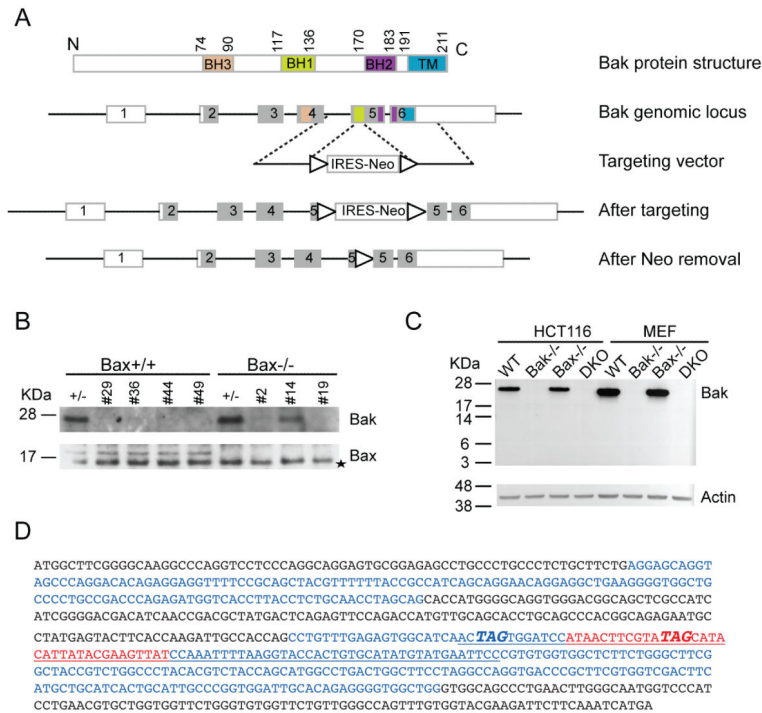 A
N
74
90
117
136
170
183
191
211
C
BH3
BH1
BH2
TM
Bak protein structure
1
2
3
4
5
6
Bak genomic locus
IRES-Neo
Targeting vector
1
2
3
4
5
IRES-Neo
5
6
After targeting
1
2
3
4
5
5
6
After Neo removal
B
Bax+/+
Bax-/-
KDa
+/-
#29
#36
#44
#49
+/-
#2
#14
#19
28
Bak
17
Bax
★
C
HCT116
MEF
KDa
WT
Bak-/-
Bax-/-
DKO
WT
Bak-/-
Bax-/-
DKO
28
17
14
6
3
Bak
48
38
Actin
D
ATGGCTTCGGGGCAAGGCCCAGGTCCTCCCAGGCAGGAGTGCGGAGAGCCTGCCCTGCCCTCTGCTTCTGAGGAGCAGGT
AGCCCAGGACACAGAGGAGGTTTTCCGCAGCTACGTTTTTTACCGCCATCAGCAGGAACAGGAGGCTGAAGGGGTGGCTG
CCCCTGCCGACCCAGAGATGGTCACCTTACCTCTGCAACCTAGCAGCACCATGGGGCAGGTGGGACGGCAGCTCGCCATC
ATCGGGGACGACATCAACCGACGCTATGACTCAGAGTTCCAGACCATGTTGCAGCACCTGCAGCCCACGGCAGAGAATGC
CTATGAGTACTTCACCAAGATTGCCACCAGCCTGTTTGAGAGTGGCATCAACTAGTGGATCCATAACTTCGTATAGCATA
CATTATACGAAGTTATCCAAATTTTAAGGTACCACTGTGCATATGTATGAATTCCCGTGTGGTGGCTCTTCTGGGCTTCG
GCTACCGTCTGGCCCTACACGTCTACCAGCATGGCCTGACTGGCTTCCTAGGCCAGGTGACCCGCTTCGTGGTCGACTTC
ATGCTGCATCACTGCATTGCCCGGTGGATTGCACAGAGGGGTGGCTGGGTGGCAGCCCTGAACTTGGGCAATGGTCCCAT
CCTGAACGTGCTGGTGGTTCTGGGTGTGGTTCTGTTGGGCCAGTTTGTGGTACGAAGATTCTTCAAATCATGA